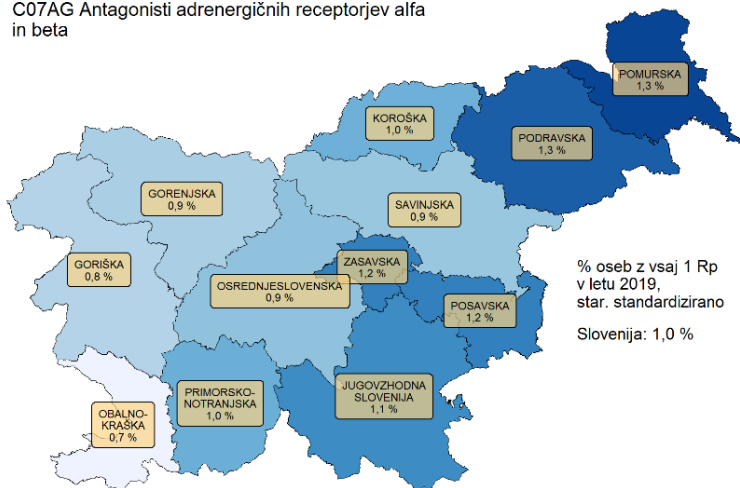 C07AG Antagonisti adrenergičnih receptorjev alfa
in beta
POMURSKA
1,3 %
KOROŠKA
1,0 %
PODRAVSKA
1,3 %
GORENJSKA
0,9 %
SAVINJSKA
0,9 %
GORIŠKA
0,8 %
ZASAVSKA
1,2 %
OSREDNJESLOVENSKA
0,9 %
POSAVSKA
1,2 %
% oseb z vsaj 1 Rp
v letu 2019,
star. standardizirano
Slovenija: 1,0 %
PRIMORSKO-
NOTRANJSKA
1,0 %
JUGOVZHODNA
SLOVENIJA
1,1 %
OBALNO-
KRAŠKA
0,7 %